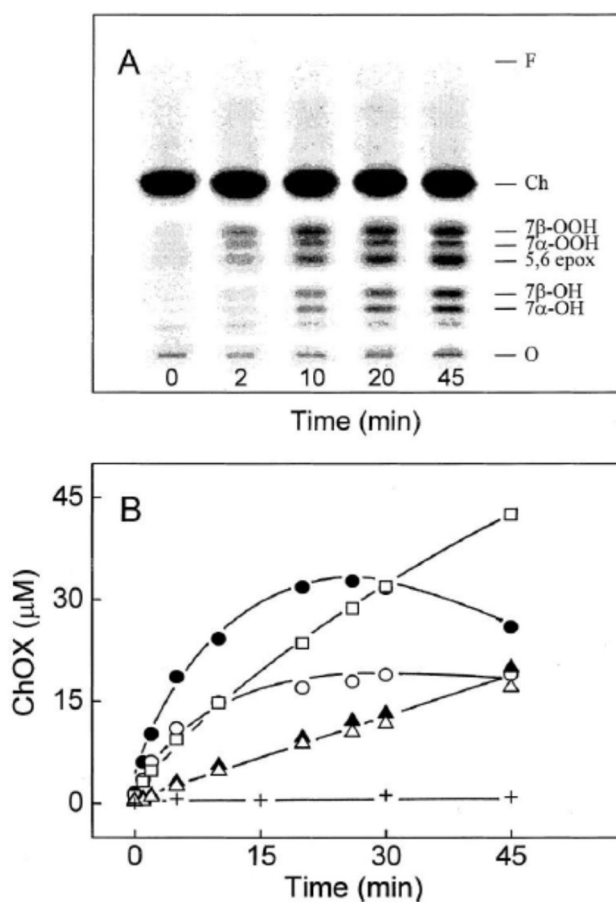 A
F
Ch
7β-OOH
7α-OOH
5,6 epox
7β-OH
7α-OH
O
0 2 10 20 45
Time (min)
B
45
30
15
0
ChOX (μM)
0 15 30 45
Time (min)